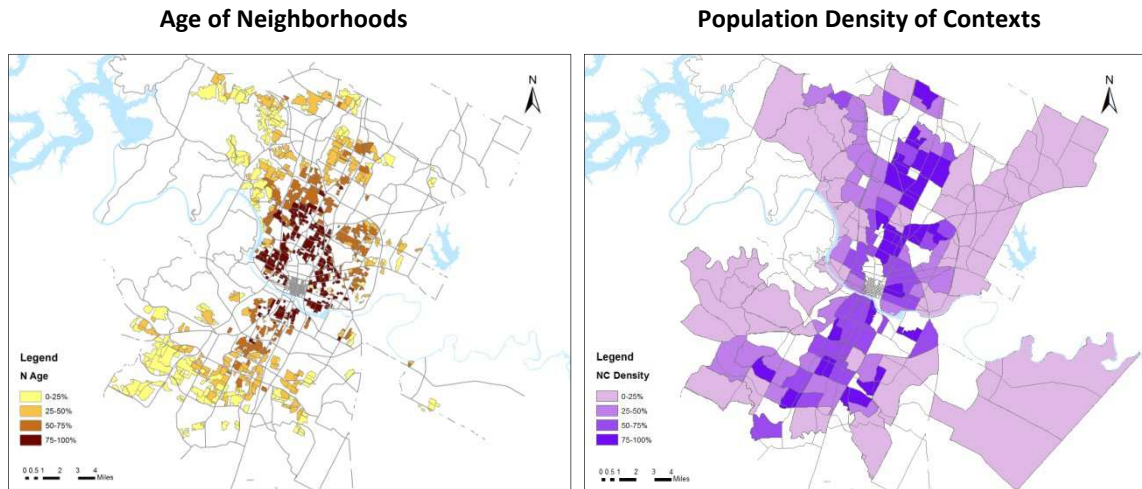 Age of Neighborhoods
Population Density of Contexts
N
Legend
N Age
0-25%
25-50%
50-75%
75-100%
0 0.5 1 2 3 4
Miles
N
Legend
NC Density
0-25%
25-50%
50-75%
75-100%
0 0.5 1 2 3 4
Miles